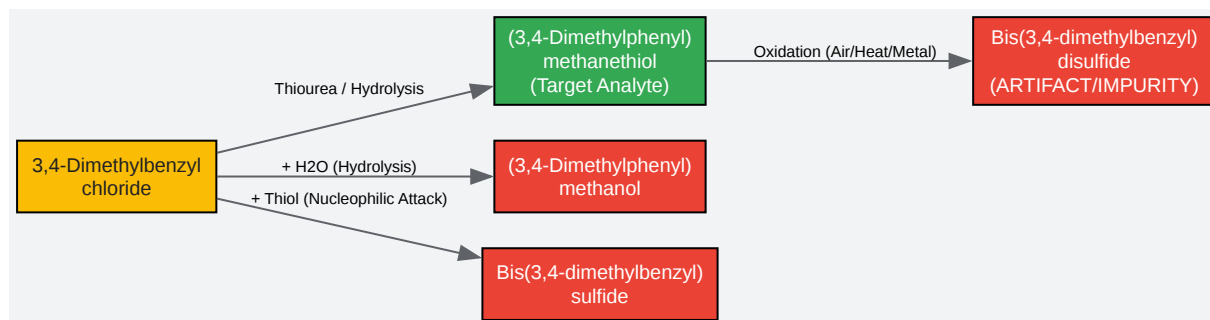 (3,4-Dimethylphenyl)
methanethiol
(Target Analyte)
Oxidation (Air/Heat/Metal)
Bis(3,4-dimethylbenzyl)
disulfide
(ARTIFACT/IMPURITY)
Thiourea / Hydrolysis
3,4-Dimethylbenzyl
chloride
+ H2O (Hydrolysis)
(3,4-Dimethylphenyl)
methanol
+ Thiol (Nucleophilic Attack)
Bis(3,4-dimethylbenzyl)
sulfide